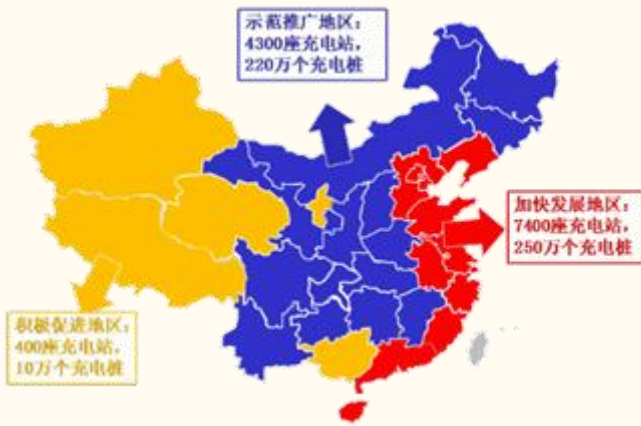 示范推广地区：
4300座充电站，
220万个充电桩
加快发展地区：
7400座充电站，
250万个充电桩
积极促进地区：
400座充电站，
10万个充电桩